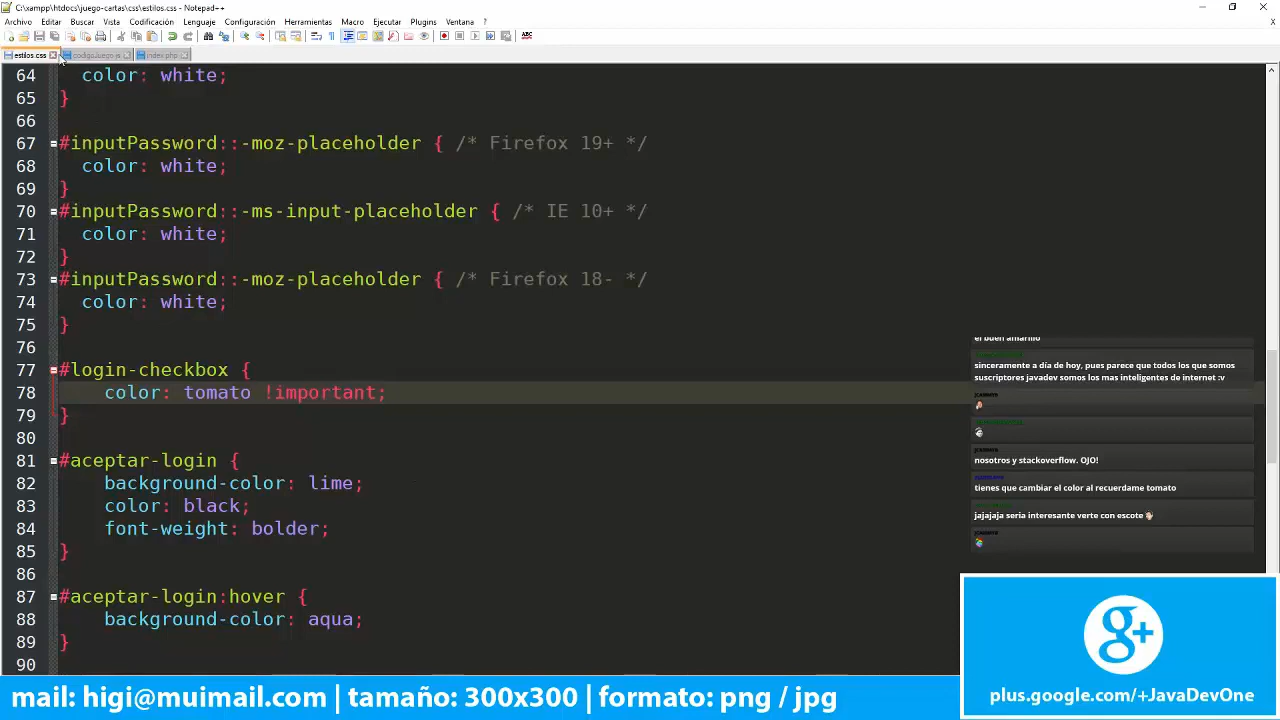 C:\xampp\htdocs\juego-cartas\css\estilos.css - Notepad++
Archivo Editar Buscar Vista Codificación Lenguaje Configuración Herramientas Macro Ejecutar Plugins Ventana ?
estilos.css codigoJuego.js index.php
64 color: white;
65 }
66
67 #inputPassword::-moz-placeholder { /* Firefox 19+ */
68 color: white;
69 }
70 #inputPassword::-ms-input-placeholder { /* IE 10+ */
71 color: white;
72 }
73 #inputPassword::-moz-placeholder { /* Firefox 18- */
74 color: white;
75 }
76
77 #login-checkbox {
78 color: tomato !important;
79 }
80
81 #aceptar-login {
82 background-color: lime;
83 color: black;
84 font-weight: bolder;
85 }
86
87 #aceptar-login:hover {
88 background-color: aqua;
89 }
90
el buen amarillo
sinceramente a día de hoy, pues parece que todos los que somos
suscriptores javadev somos los mas inteligentes de internet :v
nosotros y stackoverflow. OJO!
tienes que cambiar el color al recuerdame tomato
jajajaja seria interesante verte con escote
g+
plus.google.com/+JavaDevOne
mail: higi@muimail.com | tamaño: 300x300 | formato: png / jpg